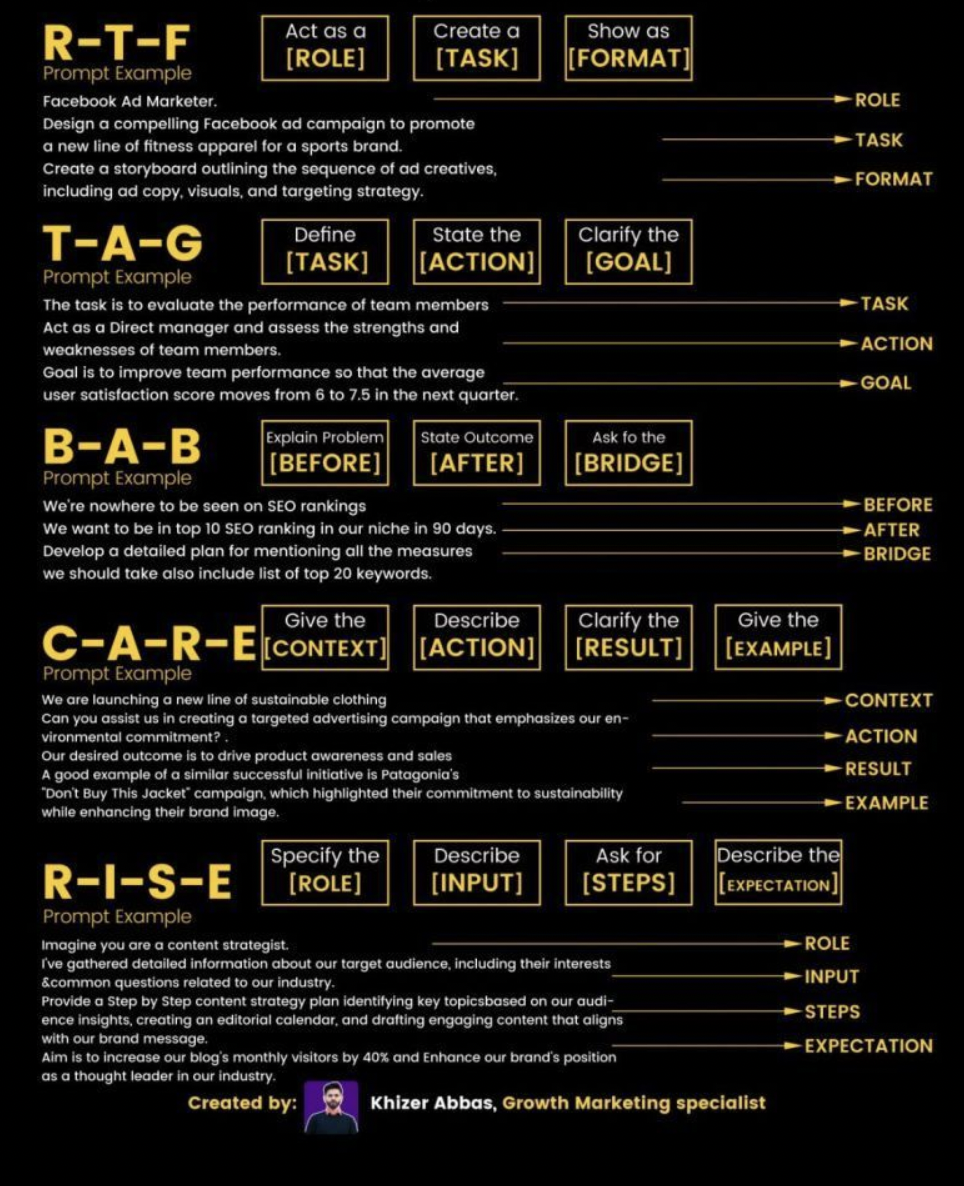 R-T-F
Prompt Example
Act as a
[ROLE]
Create a
[TASK]
Show as
[FORMAT]
Facebook Ad Marketer.
Design a compelling Facebook ad campaign to promote
a new line of fitness apparel for a sports brand.
Create a storyboard outlining the sequence of ad creatives,
including ad copy, visuals, and targeting strategy.
ROLE
TASK
FORMAT
T-A-G
Prompt Example
Define
[TASK]
State the
[ACTION]
Clarify the
[GOAL]
The task is to evaluate the performance of team members
Act as a Direct manager and assess the strengths and
weaknesses of team members.
Goal is to improve team performance so that the average
user satisfaction score moves from 6 to 7.5 in the next quarter.
TASK
ACTION
GOAL
B-A-B
Prompt Example
Explain Problem
[BEFORE]
State Outcome
[AFTER]
Ask fo the
[BRIDGE]
We're nowhere to be seen on SEO rankings
We want to be in top 10 SEO ranking in our niche in 90 days.
Develop a detailed plan for mentioning all the measures
we should take also include list of top 20 keywords.
BEFORE
AFTER
BRIDGE
C-A-R-E
Prompt Example
Give the
[CONTEXT]
Describe
[ACTION]
Clarify the
[RESULT]
Give the
[EXAMPLE]
We are launching a new line of sustainable clothing
Can you assist us in creating a targeted advertising campaign that emphasizes our en-
vironmental commitment? .
Our desired outcome is to drive product awareness and sales
A good example of a similar successful initiative is Patagonia's
"Don't Buy This Jacket" campaign, which highlighted their commitment to sustainability
while enhancing their brand image.
CONTEXT
ACTION
RESULT
EXAMPLE
R-I-S-E
Prompt Example
Specify the
[ROLE]
Describe
[INPUT]
Ask for
[STEPS]
Describe the
[EXPECTATION]
Imagine you are a content strategist.
I've gathered detailed information about our target audience, including their interests
&common questions related to our industry.
Provide a Step by Step content strategy plan identifying key topicsbased on our audi-
ence insights, creating an editorial calendar, and drafting engaging content that aligns
with our brand message.
Aim is to increase our blog's monthly visitors by 40% and Enhance our brand's position
as a thought leader in our industry.
ROLE
INPUT
STEPS
EXPECTATION
Created by: Khizer Abbas, Growth Marketing specialist